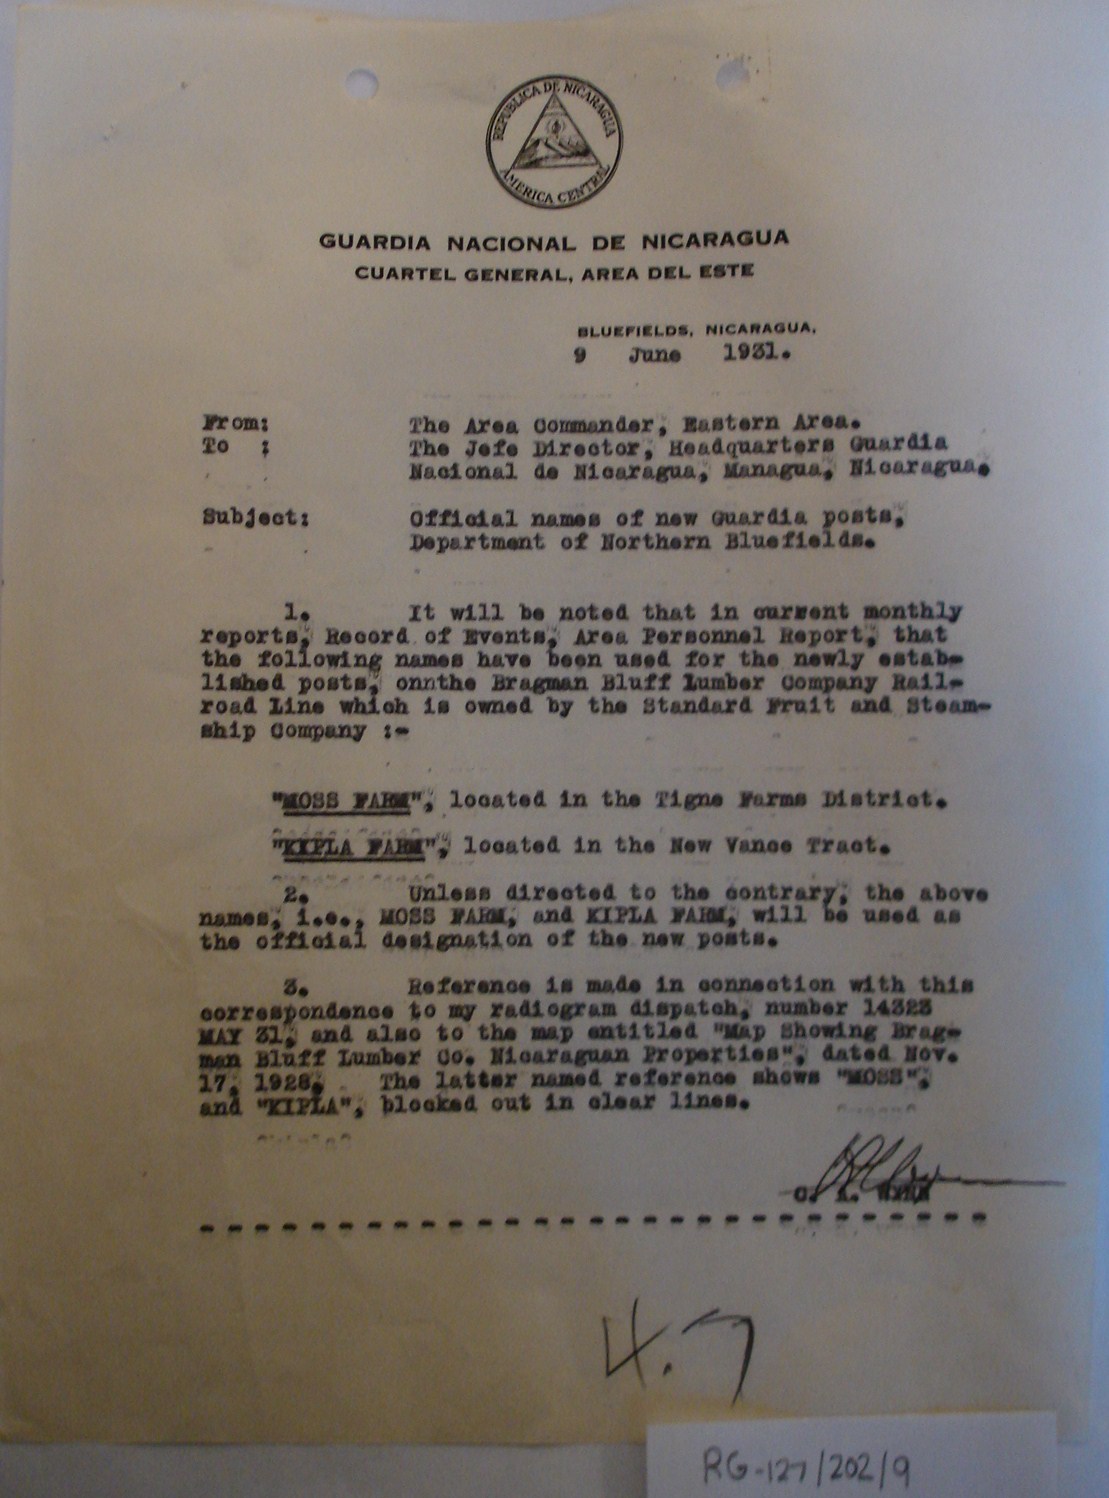 REPUBLICA DE NICARAGUA
AMERICA CENTRAL
GUARDIA NACIONAL DE NICARAGUA
CUARTEL GENERAL, AREA DEL ESTE
BLUEFIELDS, NICARAGUA,
9 June 1931.
From: The Area Commander, Eastern Area.
To : The Jefe Director, Headquarters Guardia
Nacional de Nicaragua, Managua, Nicaragua.
Subject: Official names of new Guardia posts,
Department of Northern Bluefields.
1. It will be noted that in current monthly
reports, Record of Events, Area Personnel Report, that
the following names have been used for the newly estab-
lished posts, onnthe Bragman Bluff Lumber Company Rail-
road Line which is owned by the Standard Fruit and Steam-
ship Company :-
"MOSS FARM", located in the Tigne Farms District.
"KIPLA FARM", located in the New Vance Tract.
2. Unless directed to the contrary, the above
names, i.e., MOSS FARM, and KIPLA FARM, will be used as
the official designation of the new posts.
3. Reference is made in connection with this
correspondence to my radiogram dispatch, number 14323
MAY 31, and also to the map entitled "Map Showing Brag-
man Bluff Lumber Co. Nicaraguan Properties", dated Nov.
17, 1928. The latter named reference shows "MOSS",
and "KIPLA", blocked out in clear lines.
C. A. WYNN
4.7
RG-127/202/9